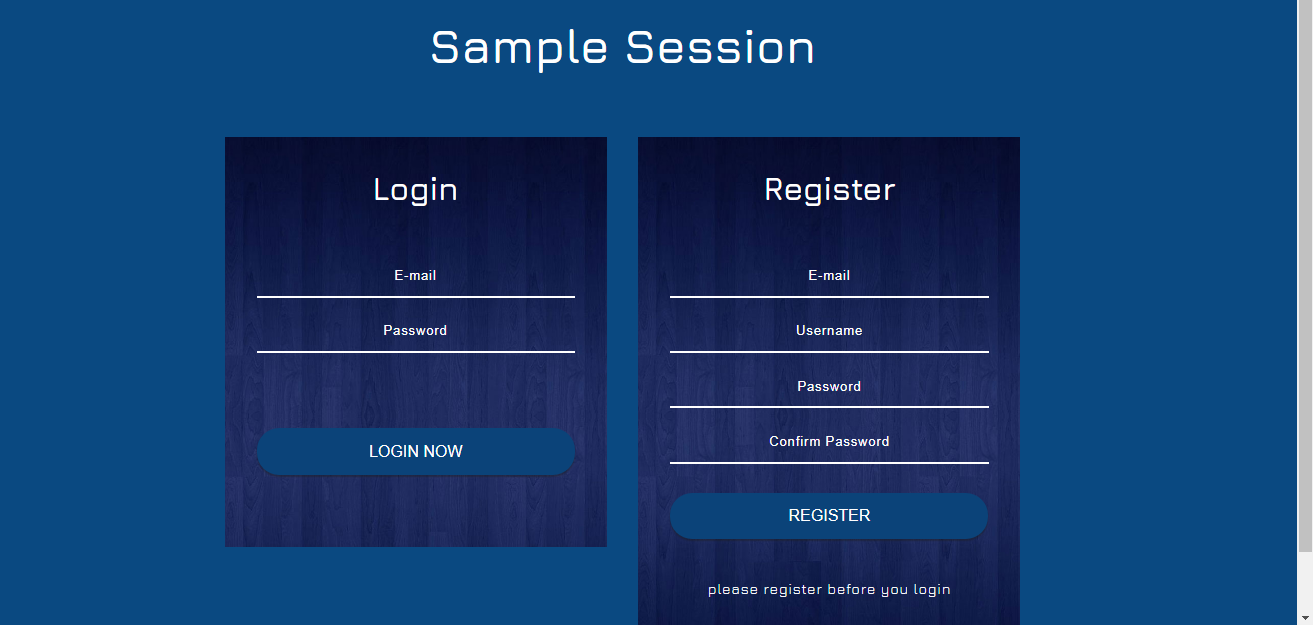 Sample Session
Login
E-mail
Password
LOGIN NOW
Register
E-mail
Username
Password
Confirm Password
REGISTER
please register before you login